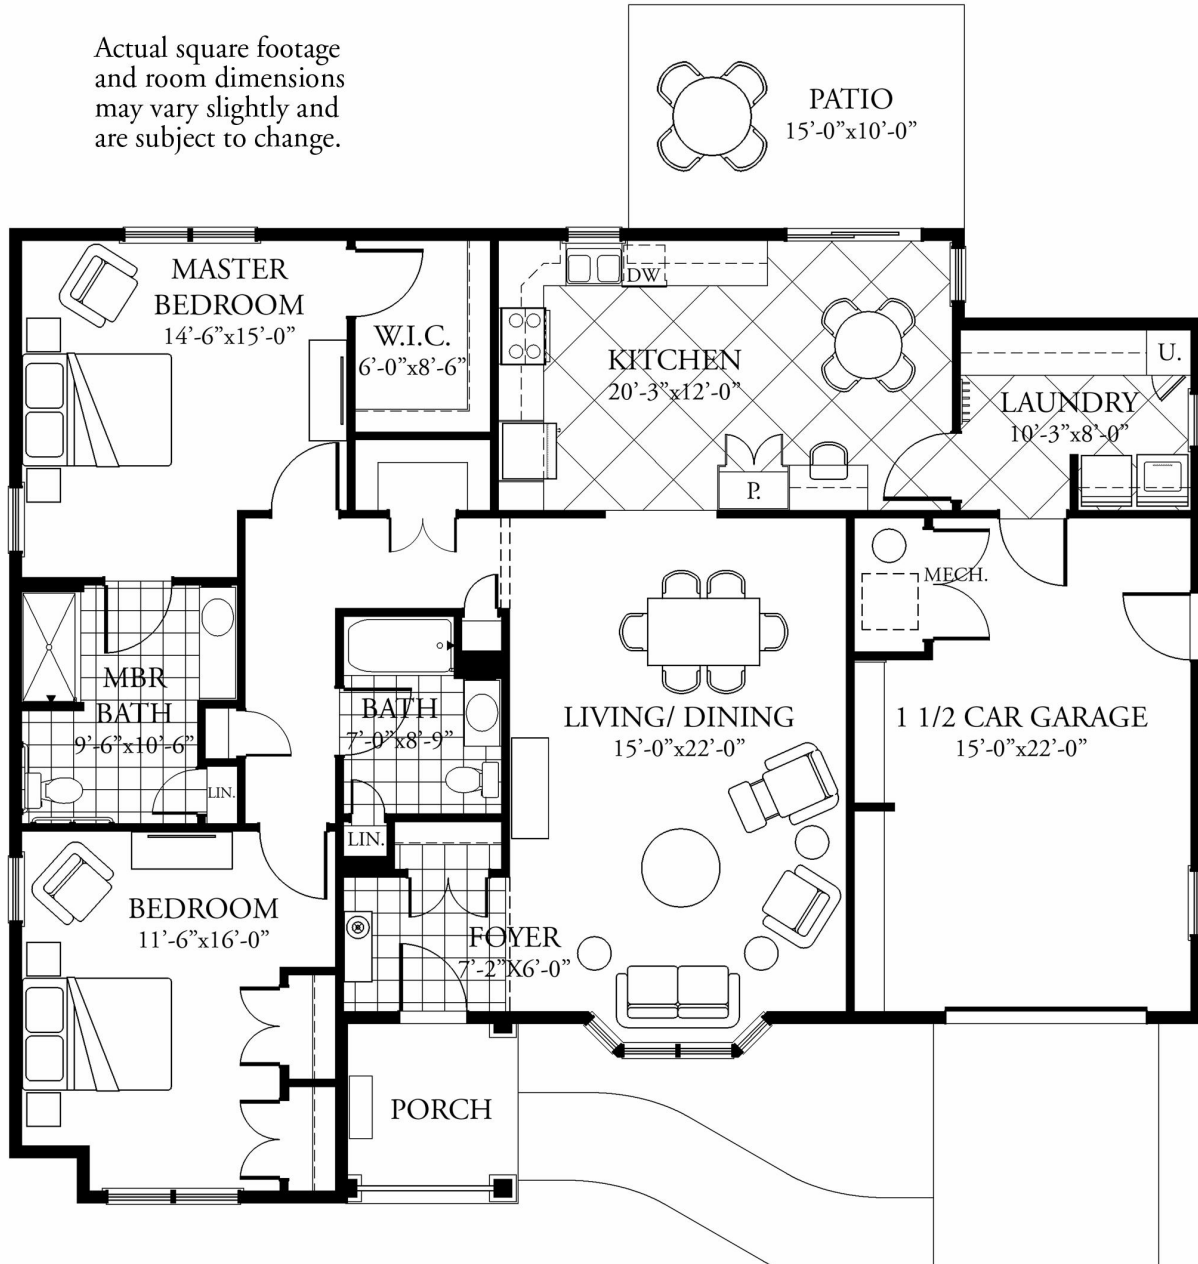 Actual square footage
and room dimensions
may vary slightly and
are subject to change.
PATIO
15'-0"x10'-0"
MASTER
BEDROOM
14'-6"x15'-0"
W.I.C.
6'-0"x8'-6"
DW
KITCHEN
20'-3"x12'-0"
P.
U.
LAUNDRY
10'-3"x8'-0"
MECH.
MBR
BATH
9'-6"x10'-6"
LIN.
BATH
7'-0"x8'-9"
LIN.
LIVING/ DINING
15'-0"x22'-0"
1 1/2 CAR GARAGE
15'-0"x22'-0"
BEDROOM
11'-6"x16'-0"
FOYER
7'-2"X6'-0"
PORCH